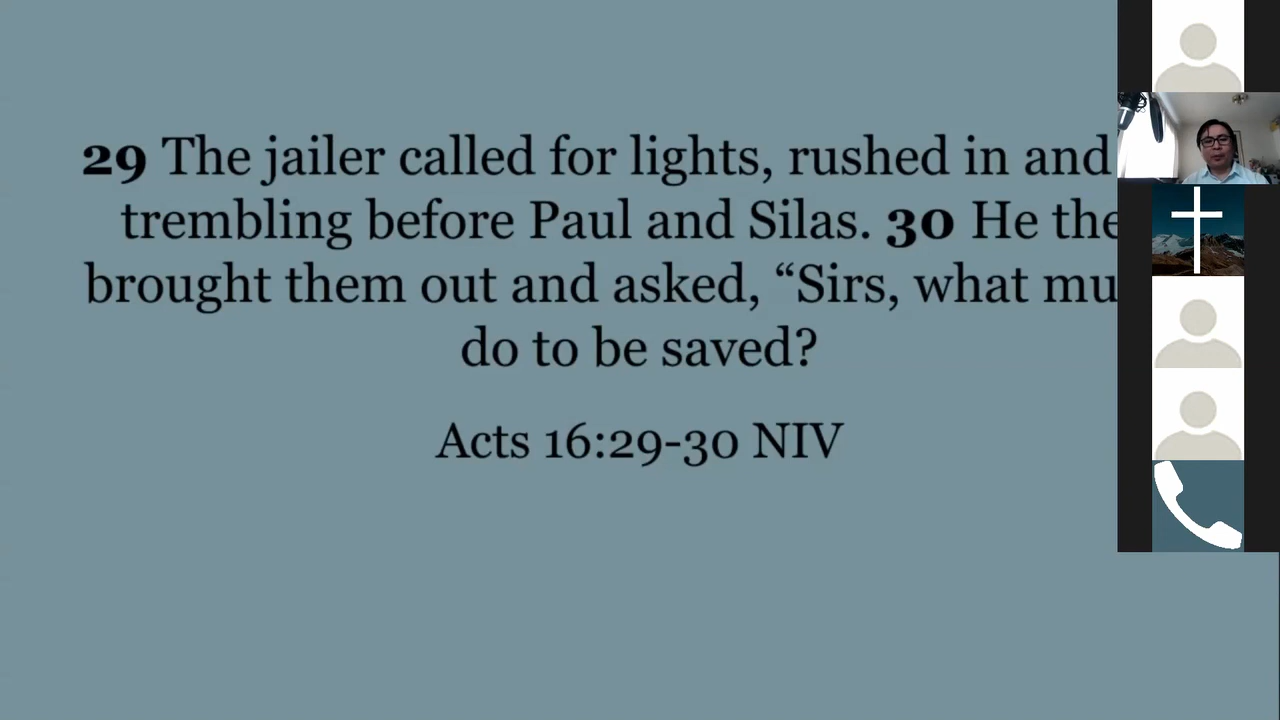 29 The jailer called for lights, rushed in and
trembling before Paul and Silas. 30 He the
brought them out and asked, “Sirs, what mu
do to be saved?
Acts 16:29-30 NIV